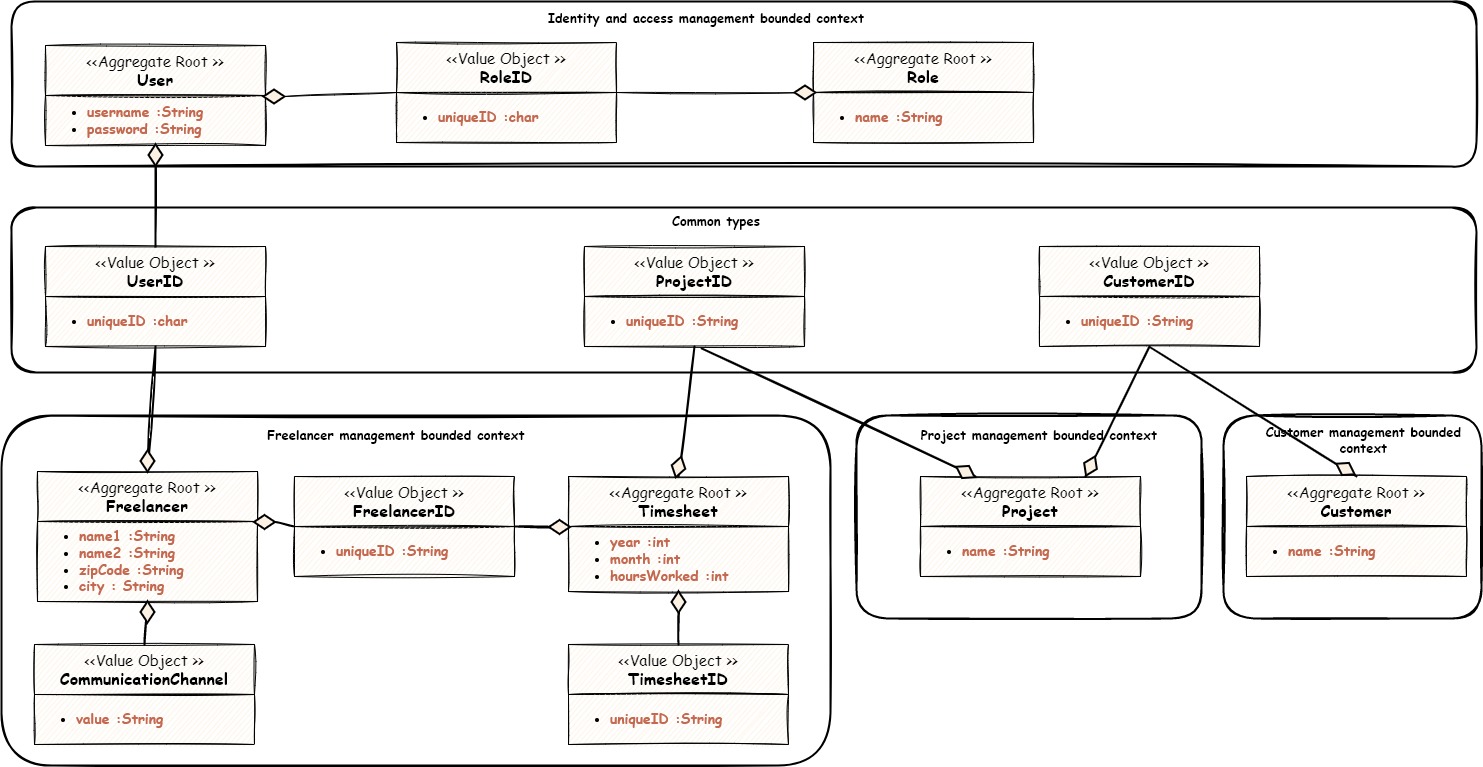 Identity and access management bounded context
<<Aggregate Root >>
User
username :String
password :String
<<Value Object >>
RoleID
uniqueID :char
<<Aggregate Root >>
Role
name :String
Common types
<<Value Object >>
UserID
uniqueID :char
<<Value Object >>
ProjectID
uniqueID :String
<<Value Object >>
CustomerID
uniqueID :String
Freelancer management bounded context
<<Aggregate Root >>
Freelancer
name1 :String
name2 :String
zipCode :String
city : String
<<Value Object >>
FreelancerID
uniqueID :String
<<Aggregate Root >>
Timesheet
year :int
month :int
hoursWorked :int
<<Value Object >>
CommunicationChannel
value :String
<<Value Object >>
TimesheetID
uniqueID :String
Project management bounded context
<<Aggregate Root >>
Project
name :String
Customer management bounded
context
<<Aggregate Root >>
Customer
name :String